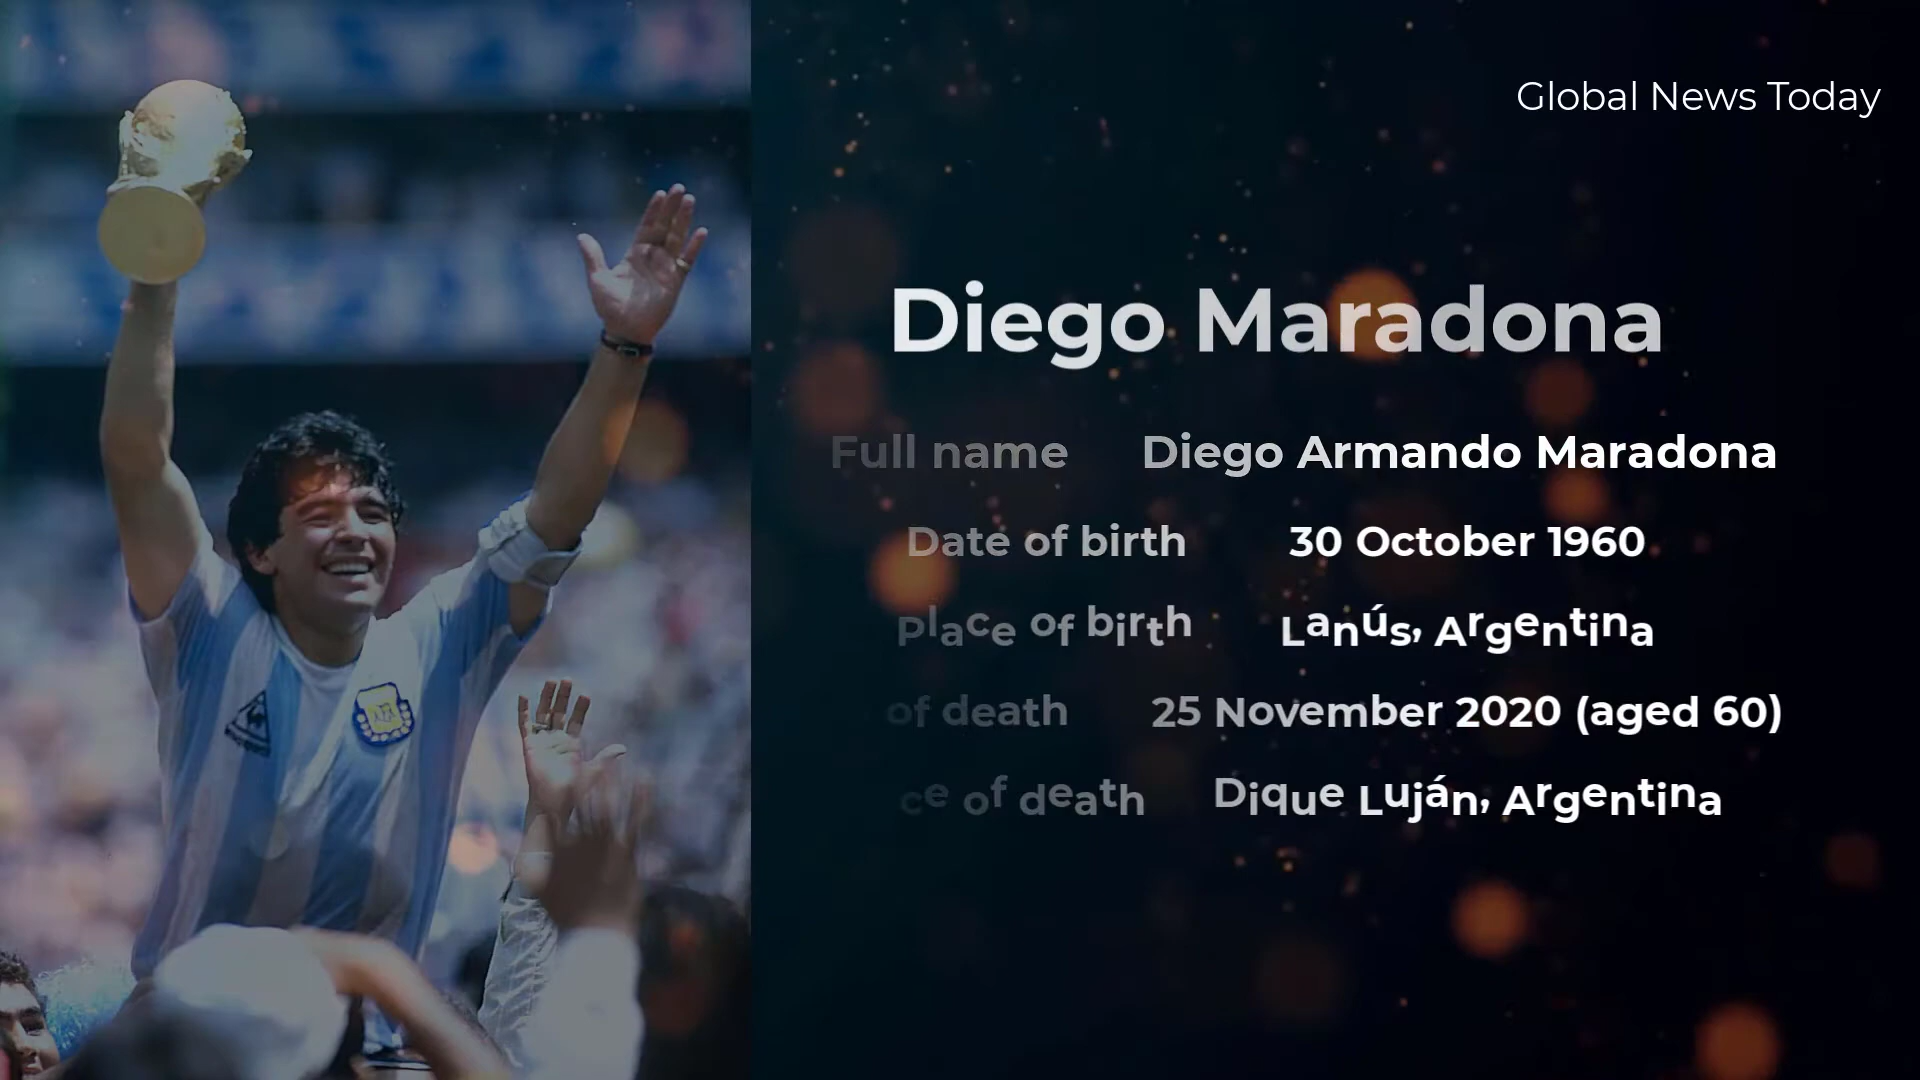 Global News Today
Diego Maradona
Full name Diego Armando Maradona
Date of birth 30 October 1960
Place of birth Lanús, Argentina
of death 25 November 2020 (aged 60)
ce of death Dique Luján, Argentina